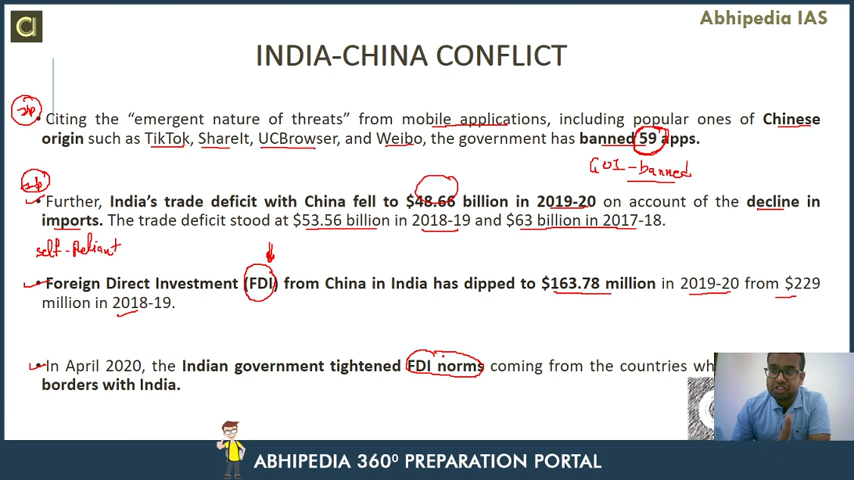 Abhipedia IAS
INDIA-CHINA CONFLICT
• Citing the “emergent nature of threats” from mobile applications, including popular ones of Chinese
origin such as TikTok, ShareIt, UCBrowser, and Weibo, the government has banned 59 apps.
GOI-banned
• Further, India’s trade deficit with China fell to $48.66 billion in 2019-20 on account of the decline in
imports. The trade deficit stood at $53.56 billion in 2018-19 and $63 billion in 2017-18.
self-Reliant
• Foreign Direct Investment (FDI) from China in India has dipped to $163.78 million in 2019-20 from $229
million in 2018-19.
• In April 2020, the Indian government tightened FDI norms coming from the countries
borders with India.
ABHIPEDIA 360⁰ PREPARATION PORTAL